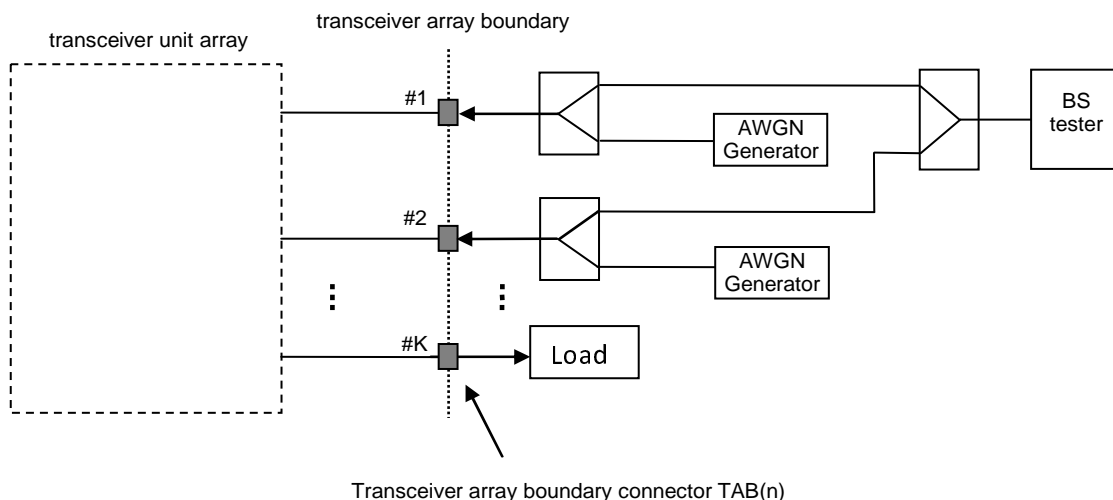 transceiver array boundary
transceiver unit array
#1
BS
tester
AWGN
Generator
#2
AWGN
Generator
#K
Load
Transceiver array boundary connector TAB(n)